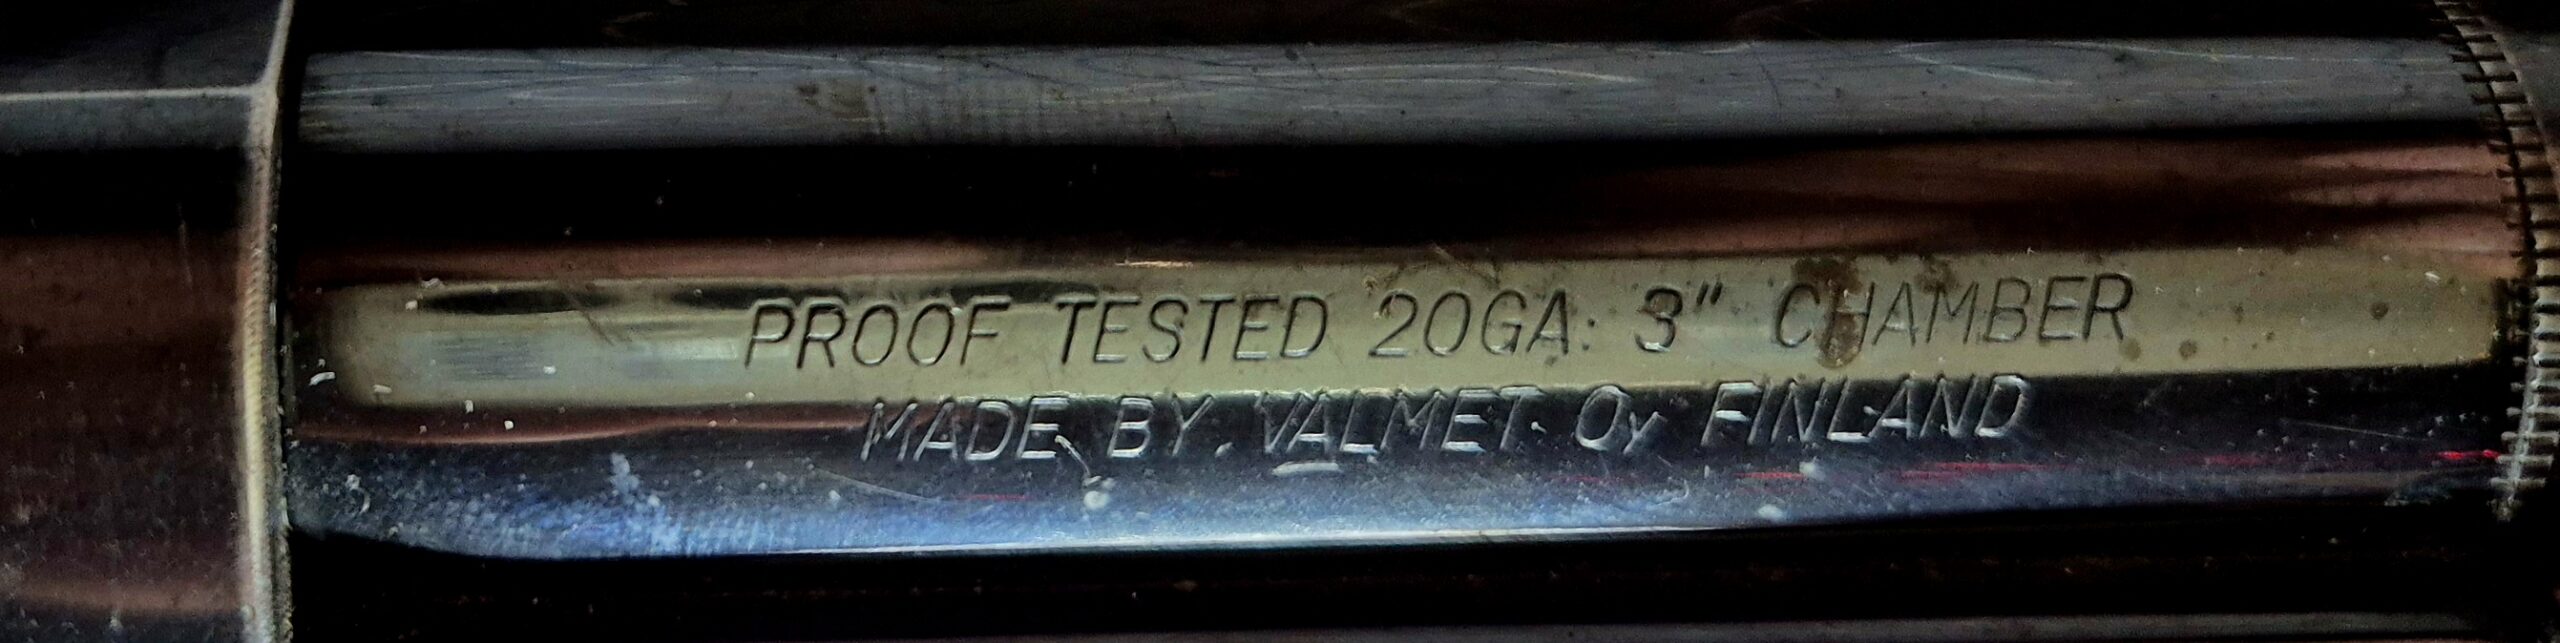 PROOF TESTED 20GA: 3" CHAMBER
MADE BY VALMET Oy FINLAND